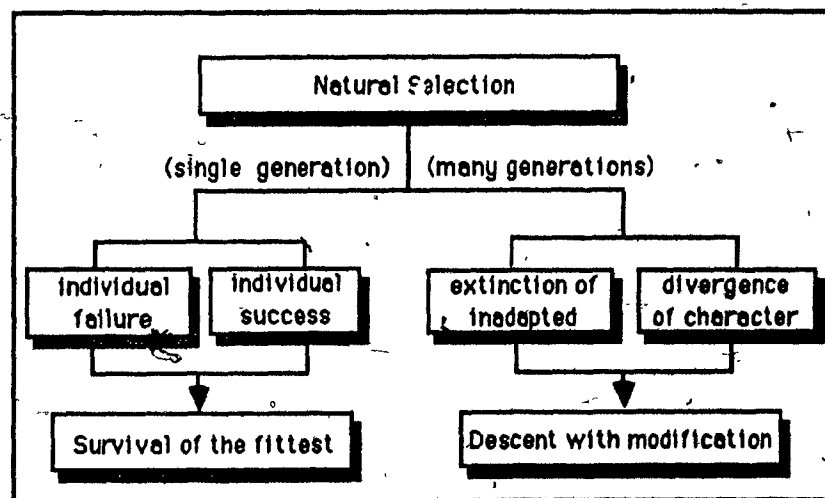 Natural Selection
(single generation) (many generations)
individual failure
individual success
extinction of inadapted
divergence of character
Survival of the fittest
Descent with modification